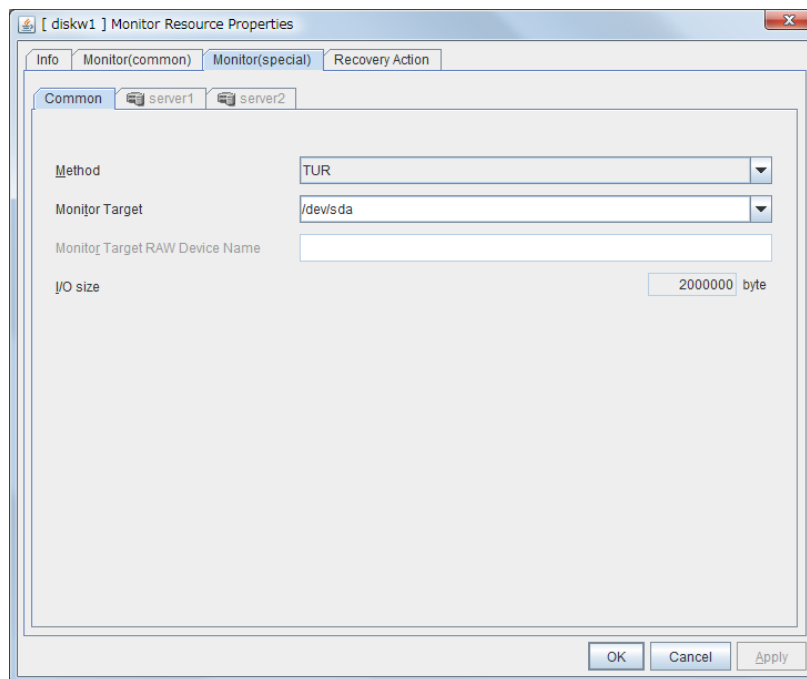 [ diskw1 ] Monitor Resource Properties
Info Monitor(common) Monitor(special) Recovery Action
Common server1 server2
Method TUR
Monitor Target /dev/sda
Monitor Target RAW Device Name
I/O size 2000000 byte
OK Cancel Apply